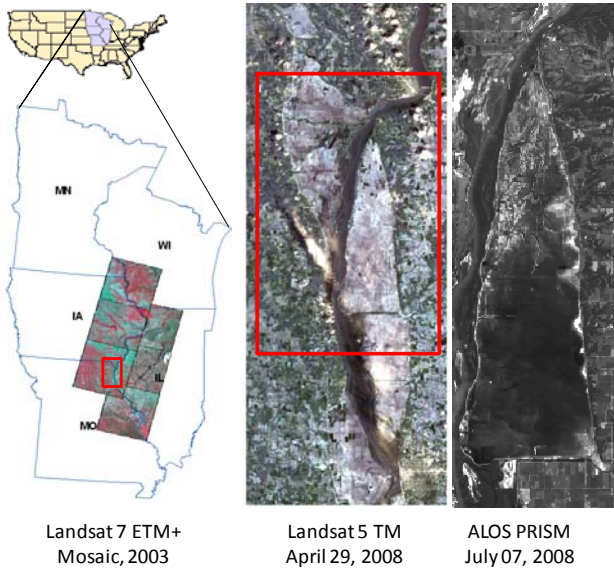 MN
WI
IA
IL
MO
Landsat 7 ETM+
Mosaic, 2003
Landsat 5 TM
April 29, 2008
ALOS PRISM
July 07, 2008